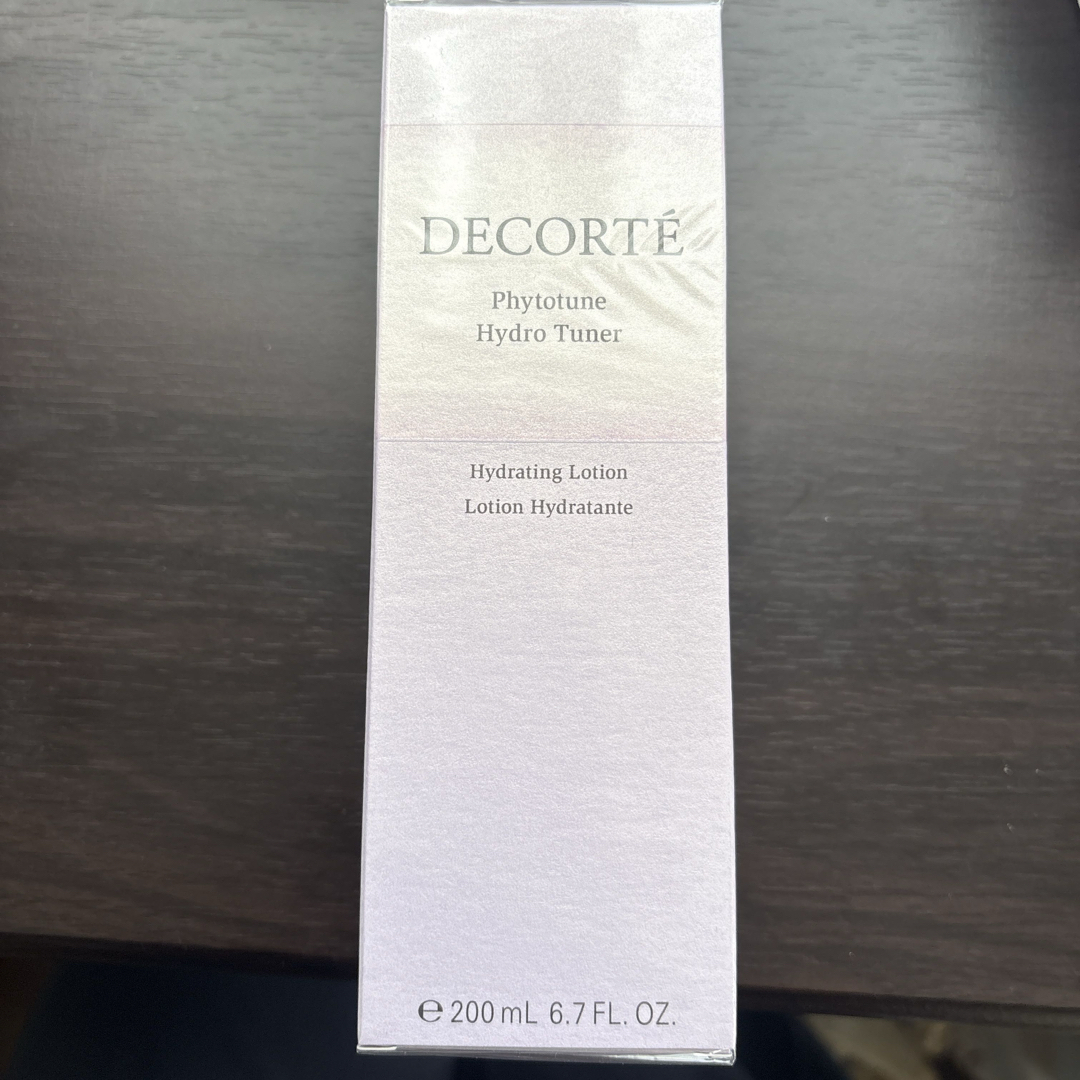 DECORTÉ
Phytotune
Hydro Tuner
Hydrating Lotion
Lotion Hydratante
℮ 200 mL 6.7 FL. OZ.